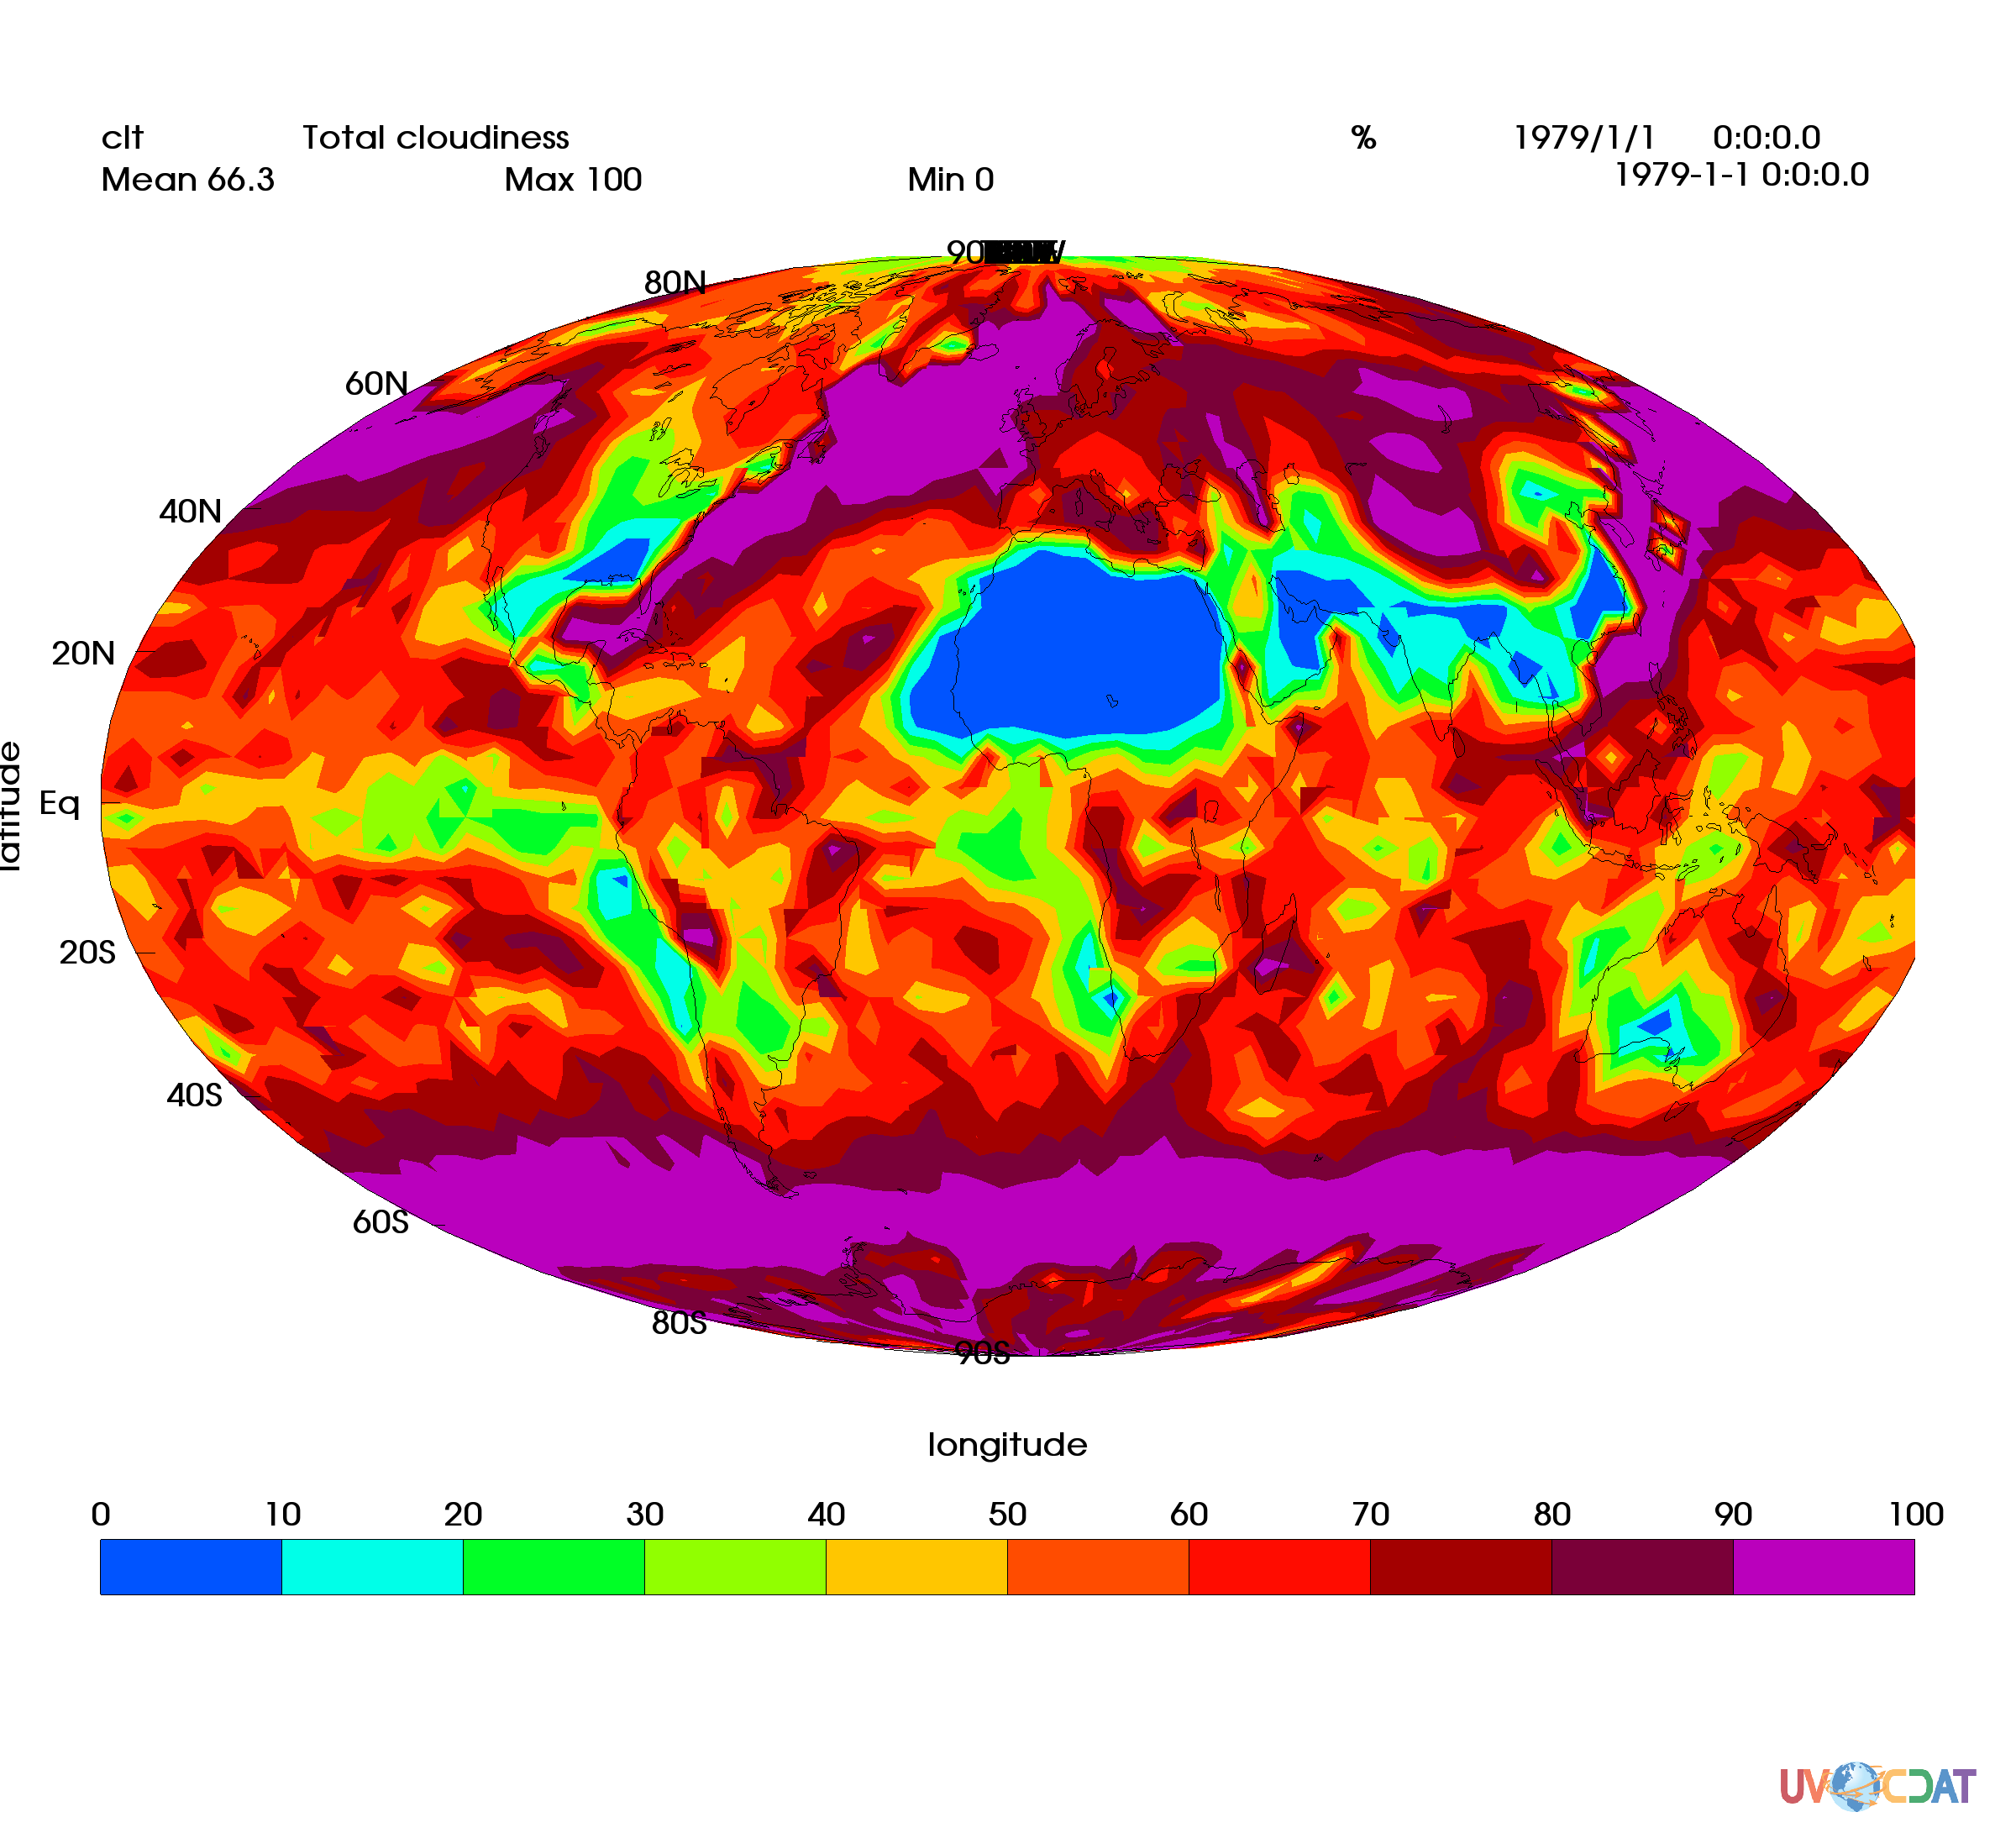 clt Total cloudiness % 1979/1/1 0:0:0.0
Mean 66.3 Max 100 Min 0 1979-1-1 0:0:0.0
80N
60N
40N
20N
Eq
20S
40S
60S
80S
90S
latitude
longitude
0 10 20 30 40 50 60 70 80 90 100
UV CDAT